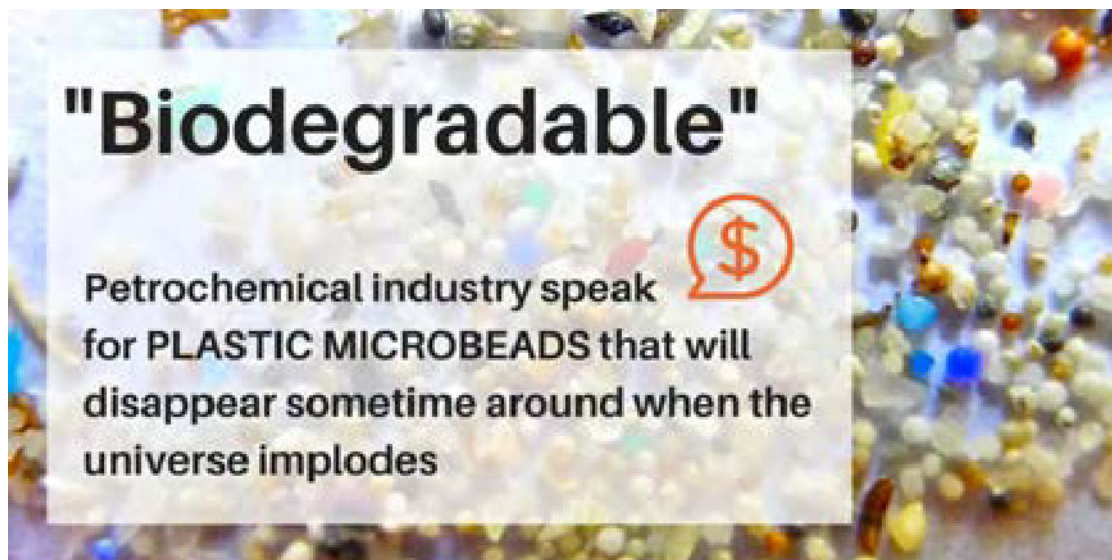 "Biodegradable"
$
Petrochemical industry speak
for PLASTIC MICROBEADS that will
disappear sometime around when the
universe implodes